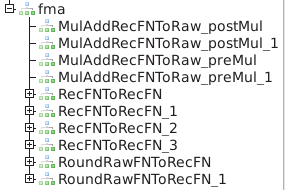 fma
MulAddRecFNToRaw_postMul
MulAddRecFNToRaw_postMul_1
MulAddRecFNToRaw_preMul
MulAddRecFNToRaw_preMul_1
RecFNToRecFN
RecFNToRecFN_1
RecFNToRecFN_2
RecFNToRecFN_3
RoundRawFNToRecFN
RoundRawFNToRecFN_1